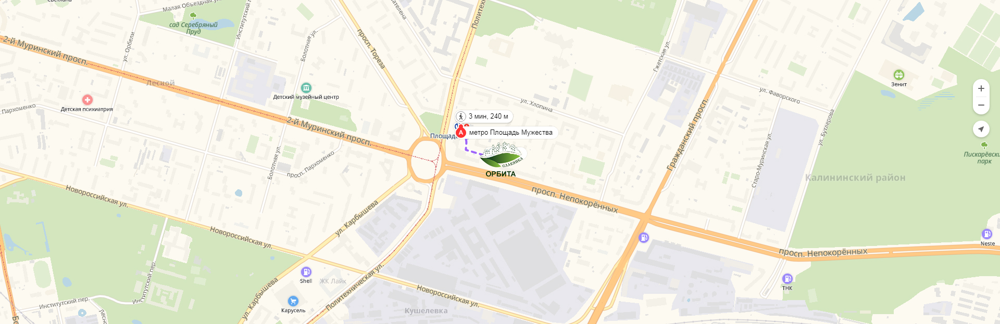 Светлана
Малая Объездная ул.
сад Серебряный
Пруд
Институтский
2-й Муринский просп.
ул. Орбели
Болотная ул.
просп. Тореза
Политехн
Гжатская ул.
Лесной
Детский музейный центр
Детская психиатрия
Пархоменко
2-й Муринский просп.
ул. Хлопина
ул. Фаворского
Зенит
3 мин, 240 м
Площадь
А
метро Площадь Мужества
СЛАВЯНКА
ОРБИТА
Гражданский просп.
Старо-Муринская ул.
ул. Бутлерова
Пискарёвский
парк
Калининский район
Болотная ул.
просп. Пархоменко
Новороссийская ул.
просп. Непокорённых
ул. Карбышева
Новороссийская ул.
просп. Непокорённых
Neste
Институтский пер.
Shell
ЖК Лайк
ТНК
ул. Карбышева
Политехническая ул.
Новороссийская ул.
Институтский пер.
Карусель
Кушелевка
Лесно